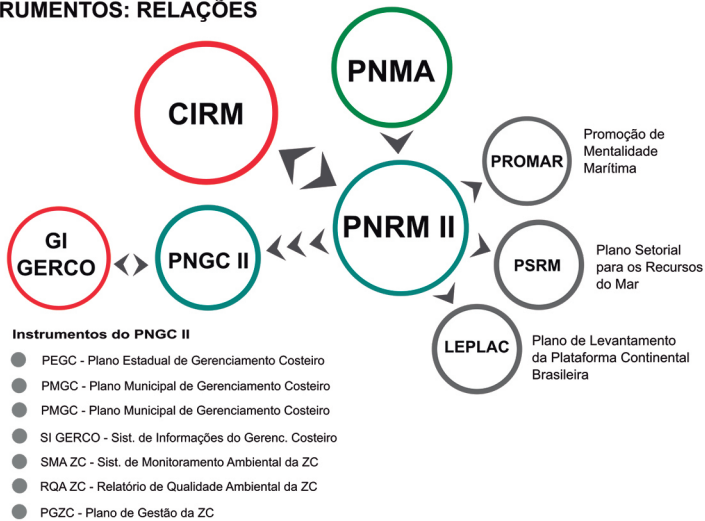 RUMENTOS: RELAÇÕES
PNMA
CIRM
PROMAR
Promoção de
Mentalidade
Marítima
PNRM II
GI
GERCO
PNGC II
PSRM
Plano Setorial
para os Recursos
do Mar
LEPLAC
Plano de Levantamento
da Plataforma Continental
Brasileira
Instrumentos do PNGC II
PEGC - Plano Estadual de Gerenciamento Costeiro
PMGC - Plano Municipal de Gerenciamento Costeiro
PMGC - Plano Municipal de Gerenciamento Costeiro
SI GERCO - Sist. de Informações do Gerenc. Costeiro
SMA ZC - Sist. de Monitoramento Ambiental da ZC
RQA ZC - Relatório de Qualidade Ambiental da ZC
PGZC - Plano de Gestão da ZC